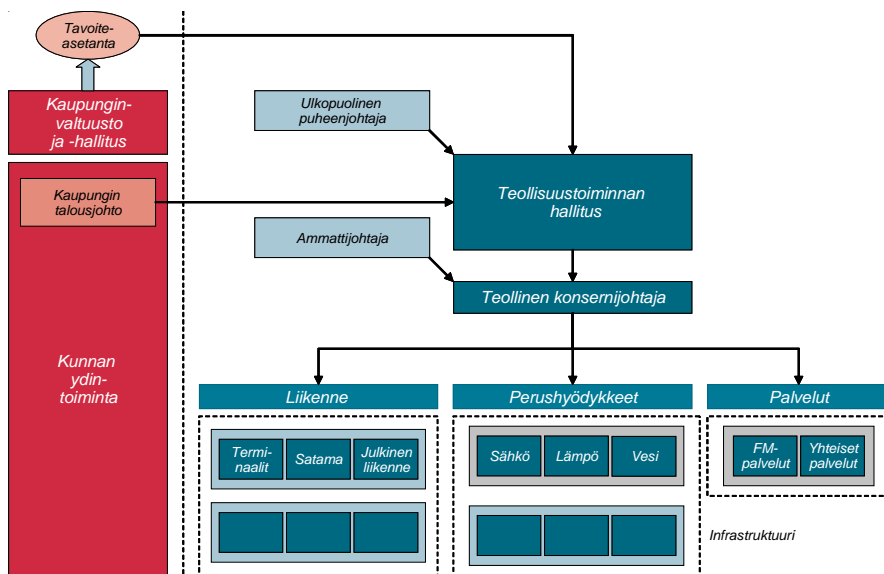 Tavoite-
asetanta
Kaupungin-
valtuusto
ja -hallitus
Ulkopuolinen
puheenjohtaja
Kaupungin
talousjohto
Teollisuustoiminnan
hallitus
Ammattijohtaja
Teollinen konsernijohtaja
Kunnan
ydin-
toiminta
Liikenne
Perushyödykkeet
Palvelut
Termi-
naalit
Satama
Julkinen
liikenne
Sähkö
Lämpö
Vesi
FM-
palvelut
Yhteiset
palvelut
Infrastruktuuri